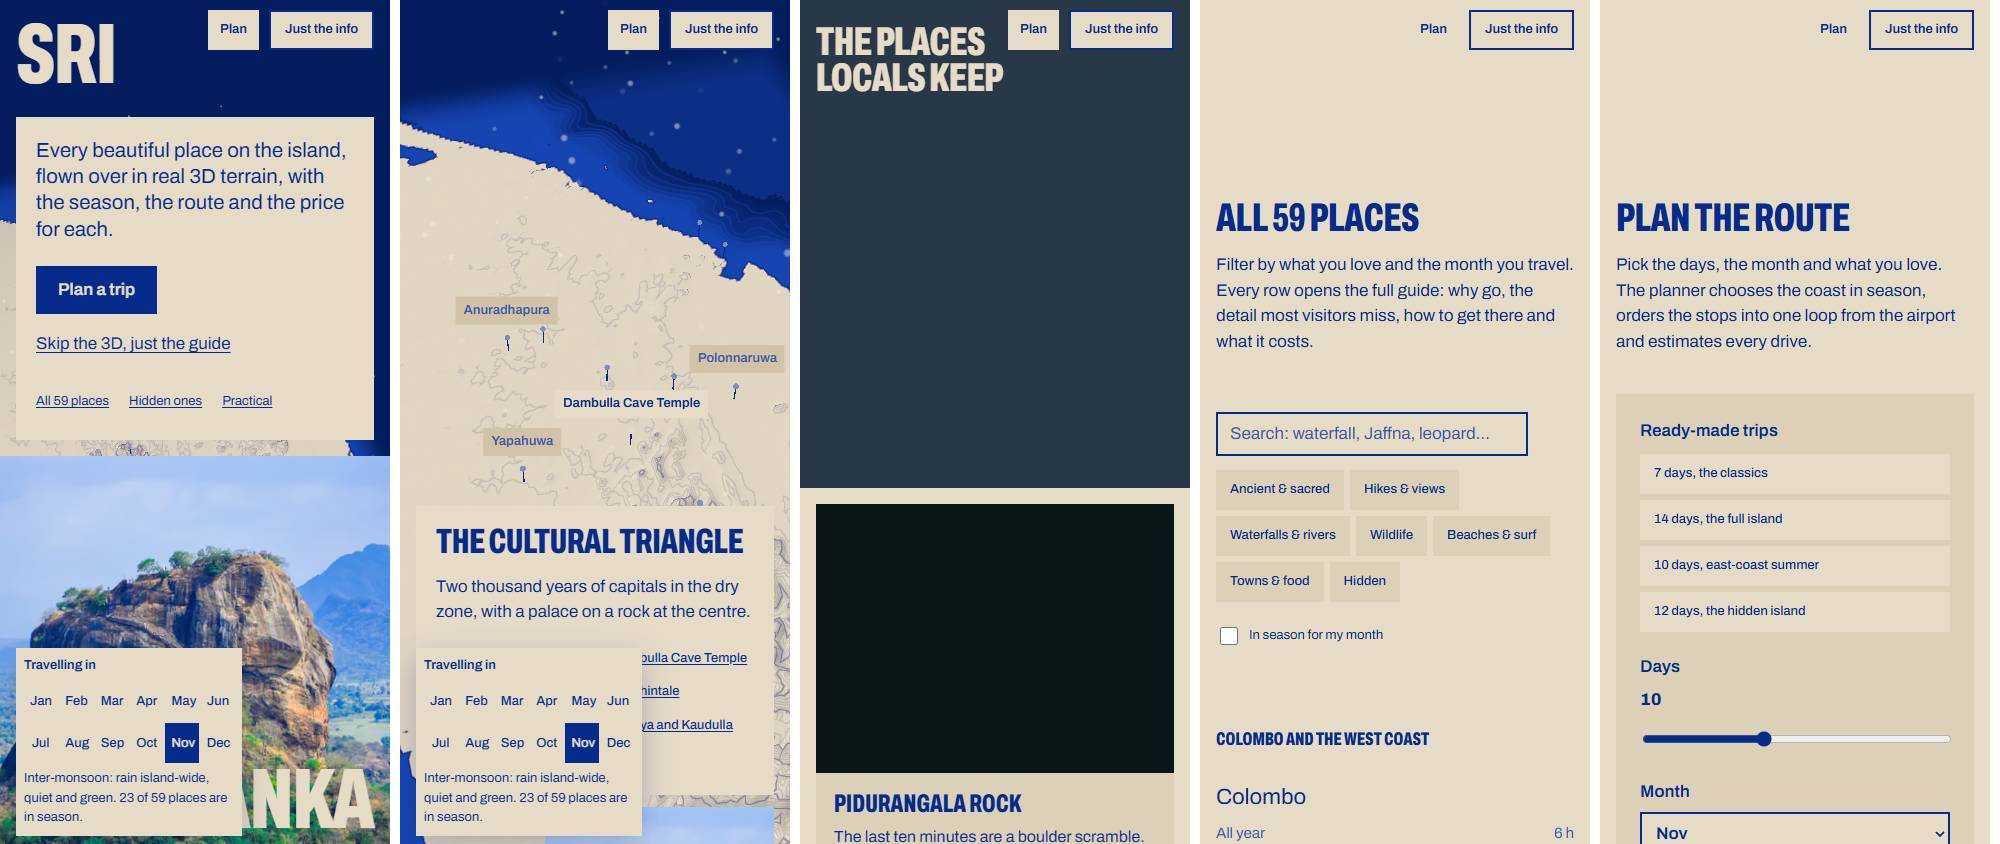 SRI
Plan
Just the info
Every beautiful place on the island,
flown over in real 3D terrain, with
the season, the route and the price
for each.
Plan a trip
Skip the 3D, just the guide
All 59 places
Hidden ones
Practical
Travelling in
Jan Feb Mar Apr May Jun
Jul Aug Sep Oct Nov Dec
Inter-monsoon: rain island-wide,
quiet and green. 23 of 59 places are
in season.
NKA
Plan
Just the info
Anuradhapura
Polonnaruwa
Dambulla Cave Temple
Yapahuwa
THE CULTURAL TRIANGLE
Two thousand years of capitals in the dry
zone, with a palace on a rock at the centre.
bulla Cave Temple
hintale
ya and Kaudulla
Travelling in
Jan Feb Mar Apr May Jun
Jul Aug Sep Oct Nov Dec
Inter-monsoon: rain island-wide,
quiet and green. 23 of 59 places are
in season.
THE PLACES
LOCALS KEEP
Plan
Just the info
PIDURANGALA ROCK
The last ten minutes are a boulder scramble.
Plan
Just the info
ALL 59 PLACES
Filter by what you love and the month you travel.
Every row opens the full guide: why go, the
detail most visitors miss, how to get there and
what it costs.
Search: waterfall, Jaffna, leopard...
Ancient & sacred
Hikes & views
Waterfalls & rivers
Wildlife
Beaches & surf
Towns & food
Hidden
In season for my month
COLOMBO AND THE WEST COAST
Colombo
All year
6 h
Plan
Just the info
PLAN THE ROUTE
Pick the days, the month and what you love.
The planner chooses the coast in season,
orders the stops into one loop from the airport
and estimates every drive.
Ready-made trips
7 days, the classics
14 days, the full island
10 days, east-coast summer
12 days, the hidden island
Days
10
Month
Nov